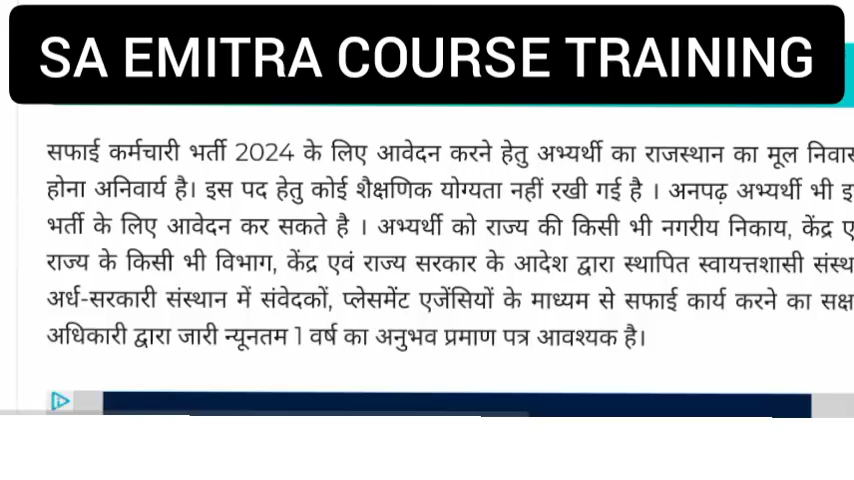 SA EMITRA COURSE TRAINING
सफाई कर्मचारी भर्ती 2024 के लिए आवेदन करने हेतु अभ्यर्थी का राजस्थान का मूल
होना अनिवार्य है। इस पद हेतु कोई शैक्षणिक योग्यता नहीं रखी गई है । अनपढ़ अभ्यर्थी भी
भर्ती के लिए आवेदन कर सकते है । अभ्यर्थी को राज्य की किसी भी नगरीय निकाय, केंद्र
राज्य के किसी भी विभाग, केंद्र एवं राज्य सरकार के आदेश द्वारा स्थापित स्वायत्तशासी
अर्ध-सरकारी संस्थान में संवेदकों, प्लेसमेंट एजेंसियों के माध्यम से सफाई कार्य करने का
अधिकारी द्वारा जारी न्यूनतम 1 वर्ष का अनुभव प्रमाण पत्र आवश्यक है।